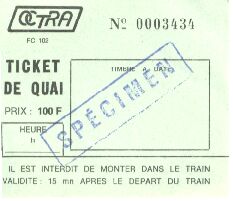 OCTRA
Nº 0003434
FC 102
TICKET
DE QUAI
PRIX : 100 F
TIMBRE A DATE
HEURE
h
SPÉCIMEN
IL EST INTERDIT DE MONTER DANS LE TRAIN
VALIDITE : 15 mn APRES LE DEPART DU TRAIN